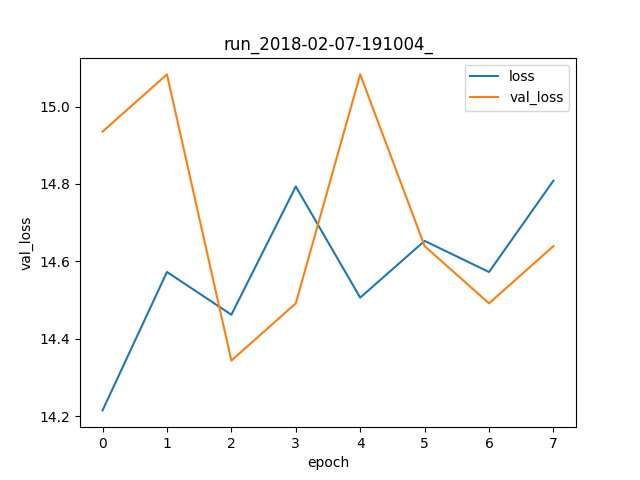 run_2018-02-07-191004_
loss
val_loss
15.0
14.8
14.6
14.4
14.2
val_loss
0 1 2 3 4 5 6 7
epoch